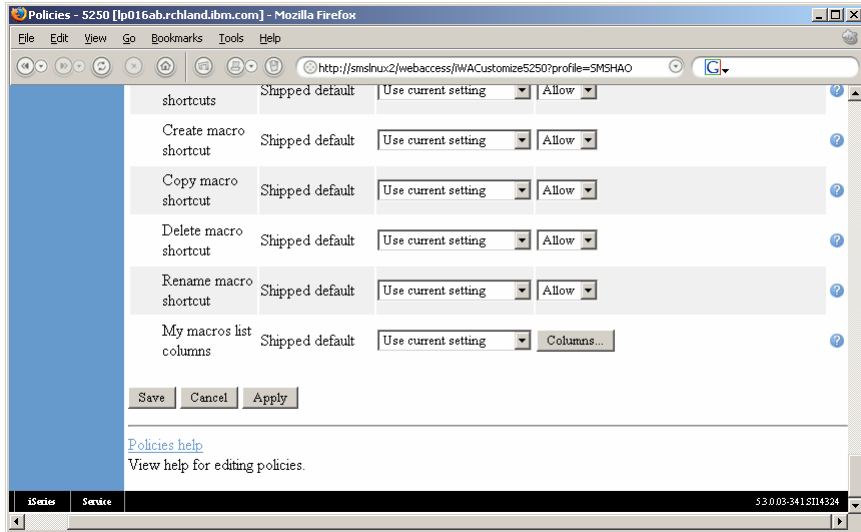 Policies - 5250 [lp016ab.rchland.ibm.com] - Mozilla Firefox
File Edit View Go Bookmarks Tools Help
http://smslnux2/webaccess/iWACustomize5250?profile=SMSHAO
G
shortcuts Shipped default Use current setting Allow ?
Create macro
shortcut Shipped default Use current setting Allow ?
Copy macro
shortcut Shipped default Use current setting Allow ?
Delete macro
shortcut Shipped default Use current setting Allow ?
Rename macro
shortcut Shipped default Use current setting Allow ?
My macros list
columns Shipped default Use current setting Columns... ?
Save Cancel Apply
Policies help
View help for editing policies.
iSeries Service 5.3.0.03-341.SI14324